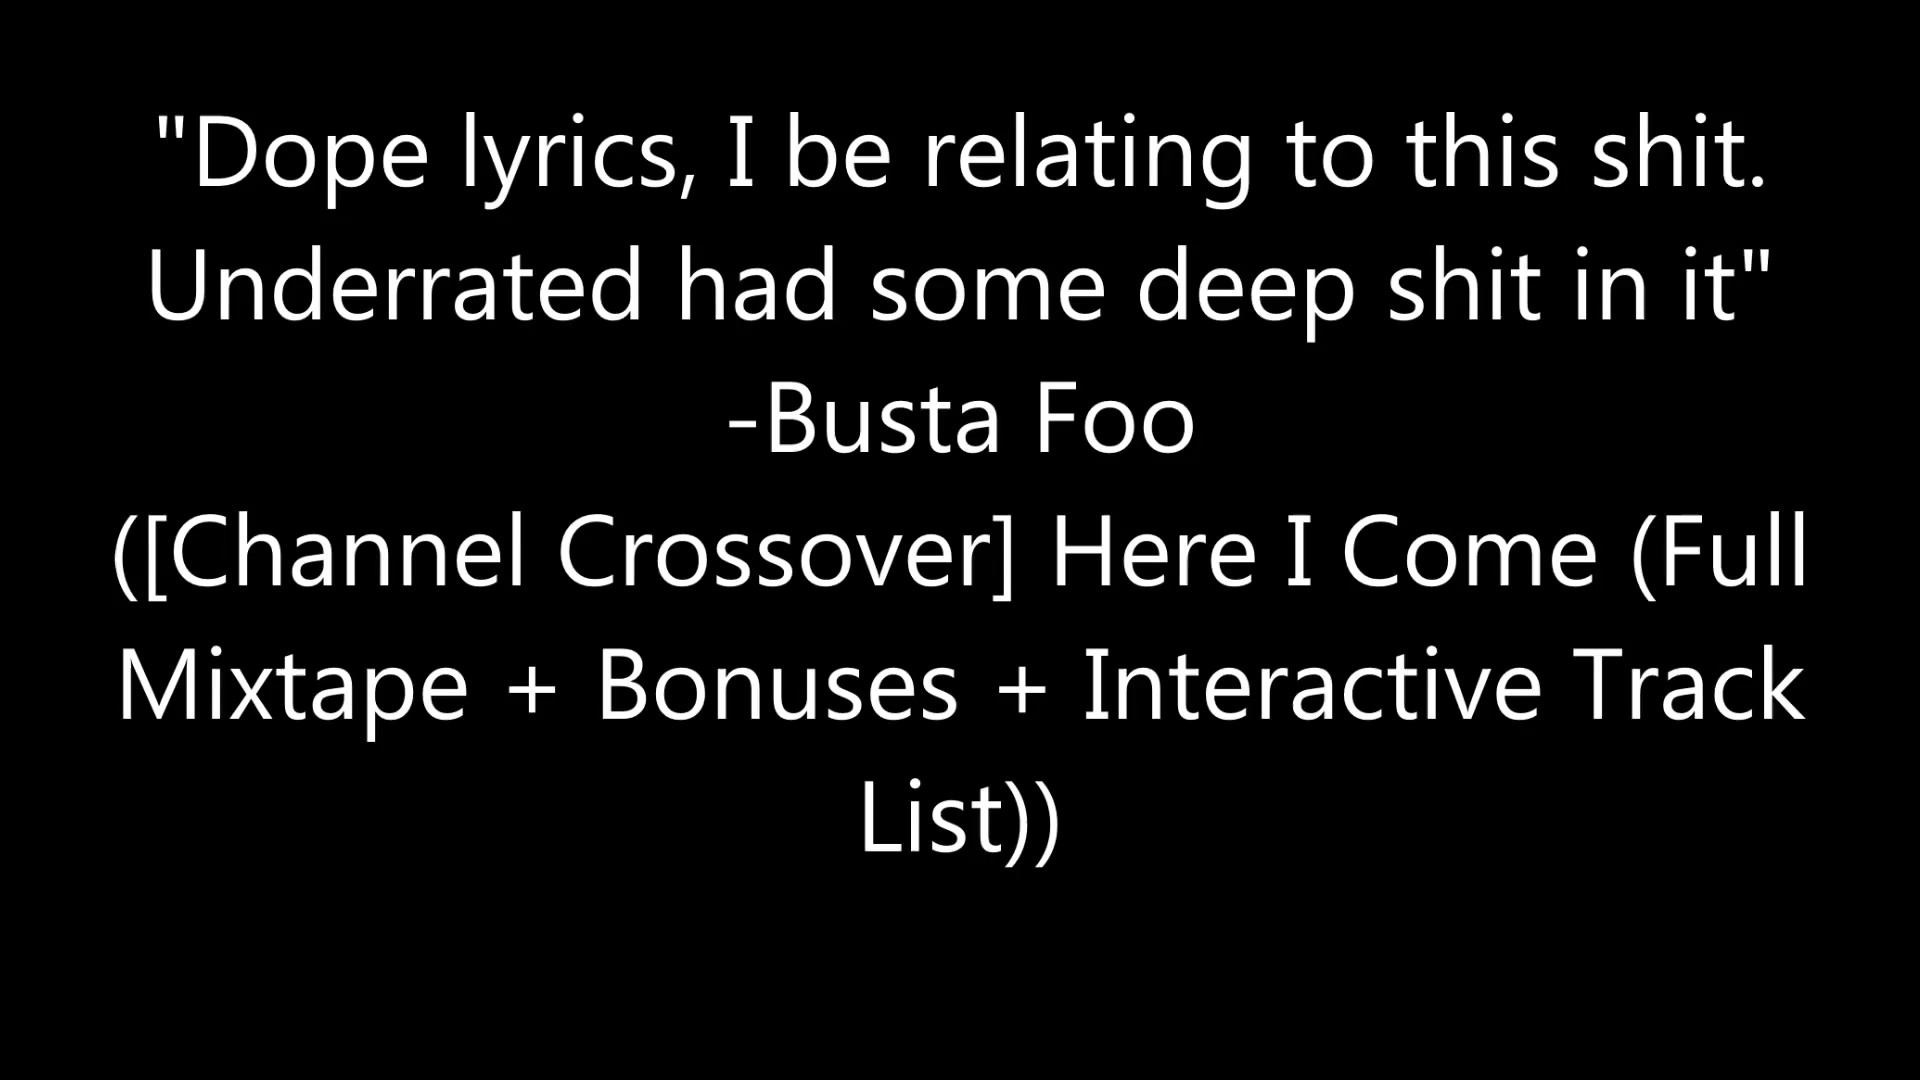 "Dope lyrics, I be relating to this shit.
Underrated had some deep shit in it"
-Busta Foo
([Channel Crossover] Here I Come (Full
Mixtape + Bonuses + Interactive Track
List))